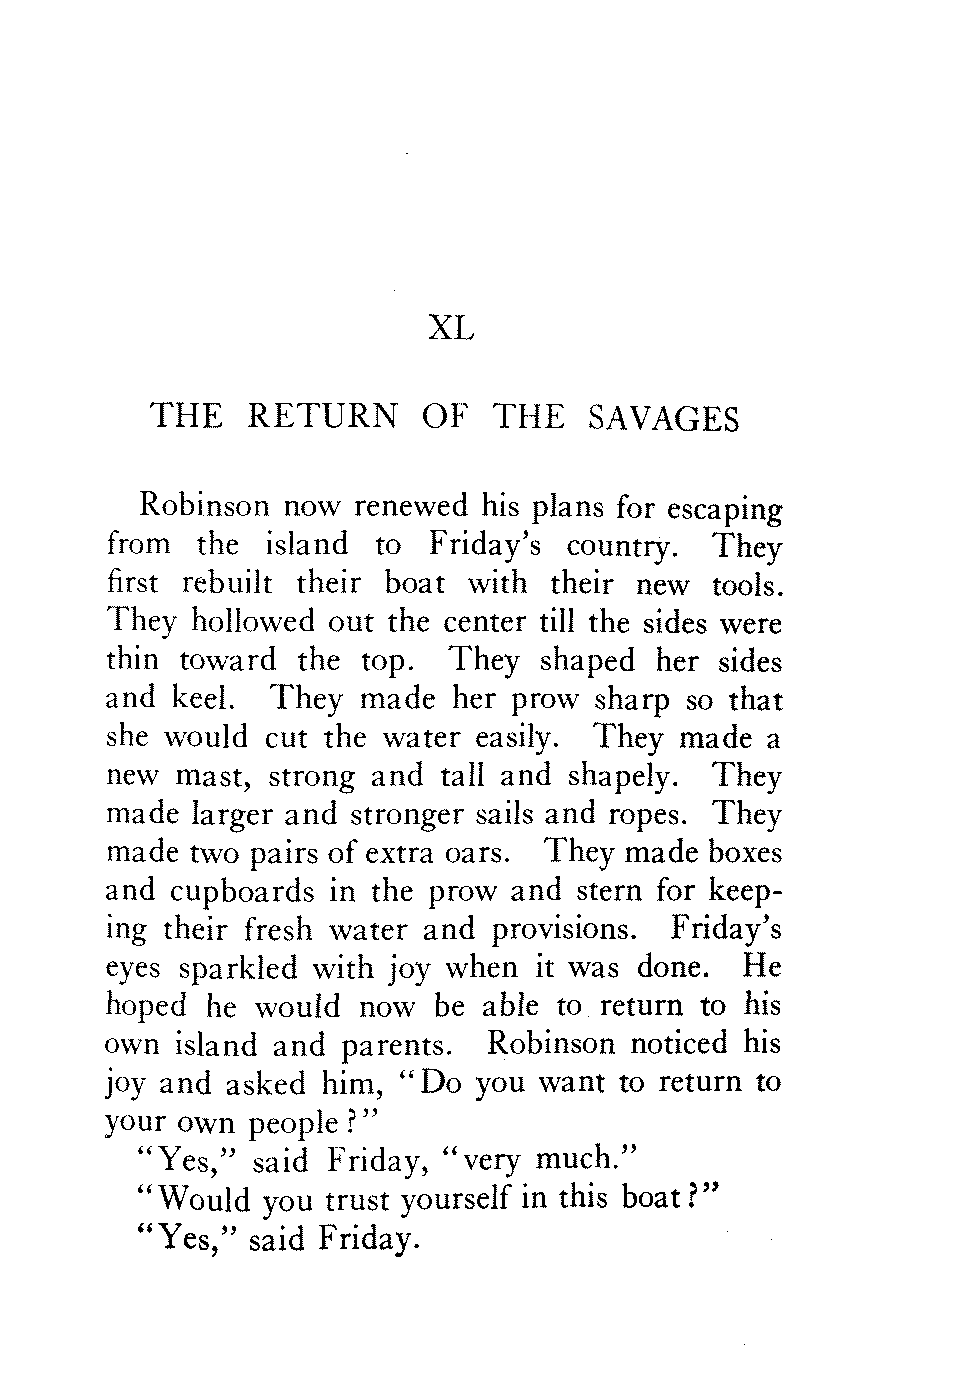 XL
THE RETURN OF THE SAVAGES
Robinson now renewed his plans for escaping
from the island to Friday's country. They
first rebuilt their boat with their new tools.
They hollowed out the center till the sides were
thin toward the top. They shaped her sides
and keel. They made her prow sharp so that
she would cut the water easily. They made a
new mast, strong and tall and shapely. They
made larger and stronger sails and ropes. They
made two pairs of extra oars. They made boxes
and cupboards in the prow and stern for keep-
ing their fresh water and provisions. Friday's
eyes sparkled with joy when it was done. He
hoped he would now be able to return to his
own island and parents. Robinson noticed his
joy and asked him, "Do you want to return to
your own people?"
"Yes," said Friday, "very much."
"Would you trust yourself in this boat?"
"Yes," said Friday.